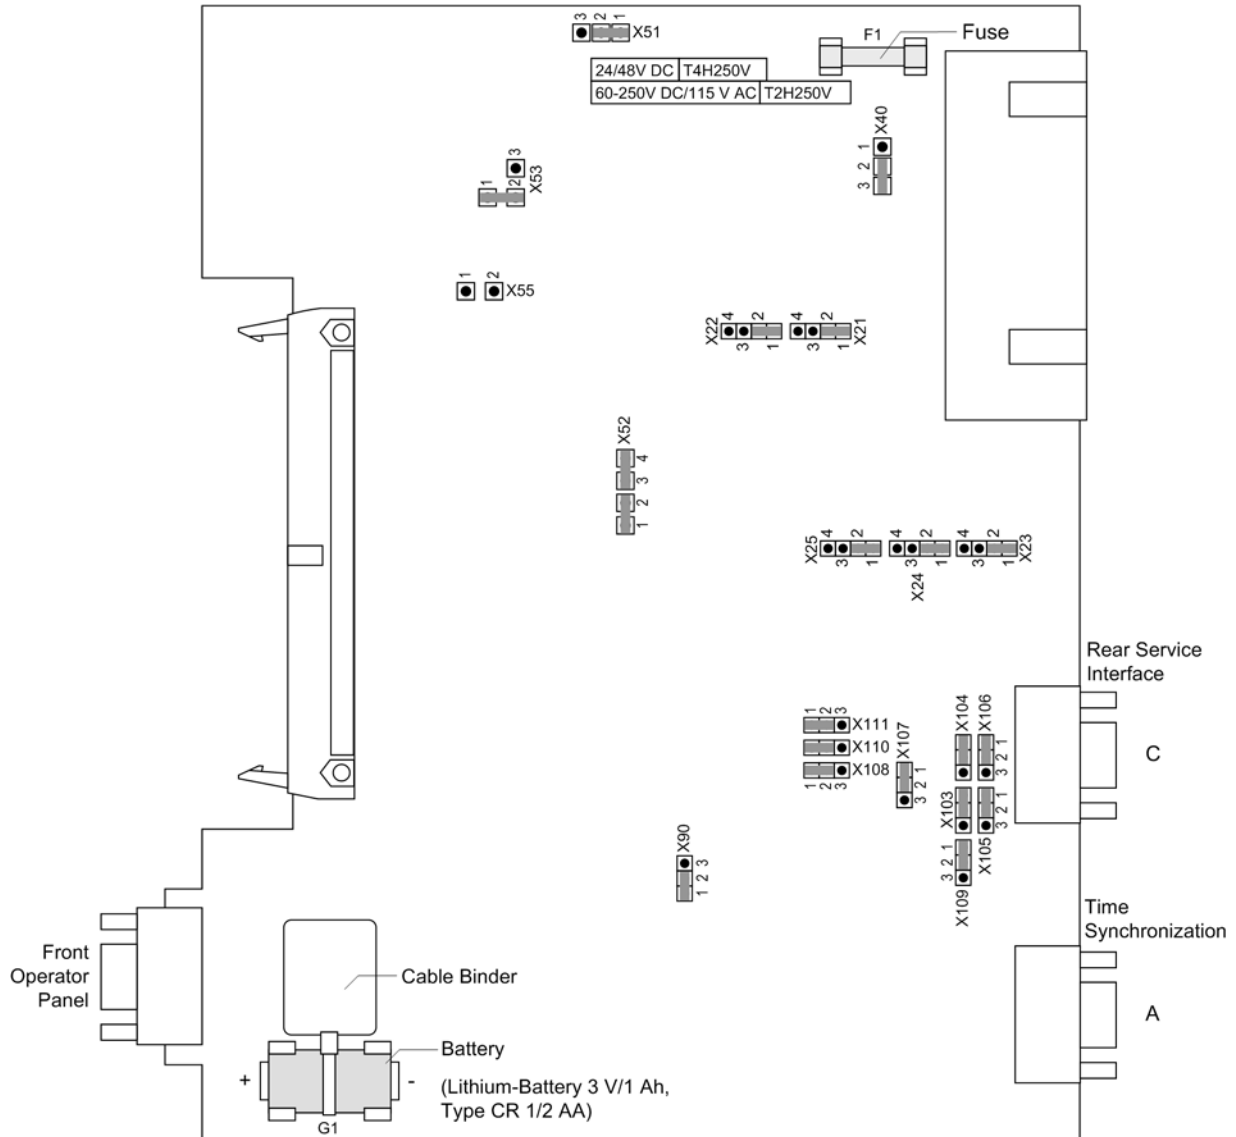 3 2 1 X51
F1 Fuse
24/48V DC T4H250V
60-250V DC/115 V AC T2H250V
X40
1
2
3
3
X53
1 2
1 2 X55
X22 4 3 2 1
4 3 2 1 X21
X52
4
3
2
1
X25 4 3 2 1
4 3 2 1 X24
4 3 2 1 X23
Rear Service
Interface
C
1 2 3 X111
X110
X108 1 2 3
X107 1 2 3
X104
X106 1 2 3
X103
X105 1 2 3
X109 1 2 3
X90
3
2
1
Time
Synchronization
A
Front
Operator
Panel
Cable Binder
Battery
+ -
(Lithium-Battery 3 V/1 Ah,
Type CR 1/2 AA)
G1